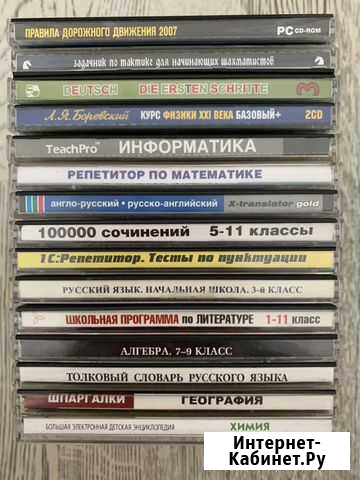 ПРАВИЛА ДОРОЖНОГО ДВИЖЕНИЯ 2007 PC CD-ROM
задачник по тактике для начинающих шахматистов
DEUTSCH DIE ERSTEN SCHRITTE
Л.Я. Боревский КУРС ФИЗИКИ XXI ВЕКА БАЗОВЫЙ+ 2CD
TeachPro ИНФОРМАТИКА
РЕПЕТИТОР ПО МАТЕМАТИКЕ
англо-русский • русско-английский X-translator gold
100000 СОЧИНЕНИЙ 5-11 КЛАССЫ
1С:Репетитор. Тесты по пунктуации
РУССКИЙ ЯЗЫК. НАЧАЛЬНАЯ ШКОЛА. 3-й КЛАСС
ШКОЛЬНАЯ ПРОГРАММА ПО ЛИТЕРАТУРЕ 1-11 класс
АЛГЕБРА. 7-9 КЛАСС
ТОЛКОВЫЙ СЛОВАРЬ РУССКОГО ЯЗЫКА
ШПАРГАЛКИ ГЕОГРАФИЯ
БОЛЬШАЯ ЭЛЕКТРОННАЯ ДЕТСКАЯ ЭНЦИКЛОПЕДИЯ ХИМИЯ
Интернет-
Кабинет.Ру